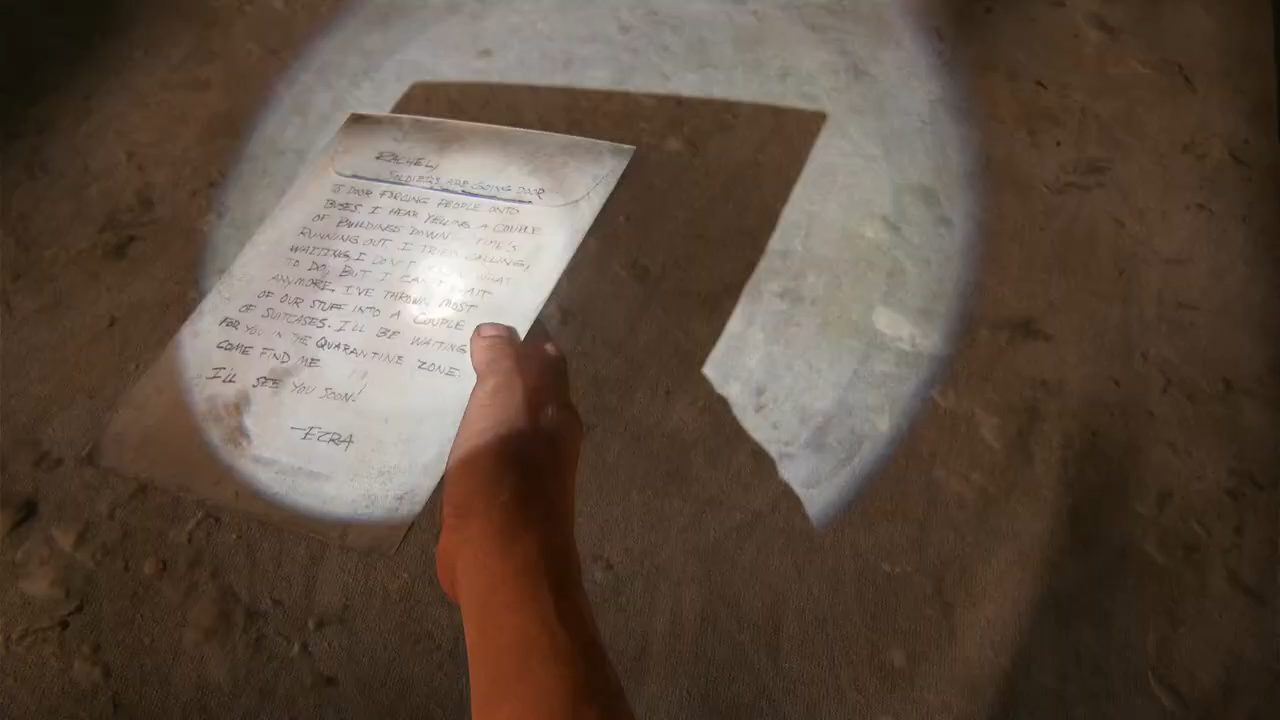 RACHEL,
SOLDIERS ARE GOING DOOR
TO DOOR FORCING PEOPLE ONTO
BUSES. I HEAR YELLING A COUPLE
OF BUILDINGS DOWN. TIME'S
RUNNING OUT. I TRIED CALLING,
WAITING. I DON'T WHAT
TO DO, BUT I CAN'T WAIT
ANYMORE. I'VE THROWN MOST
OF OUR STUFF INTO A COUPLE
OF SUITCASES. I'LL BE WAITING
FOR YOU IN THE QUARANTINE ZONE.
COME FIND ME
I'LL SEE YOU SOON!
—EZRA